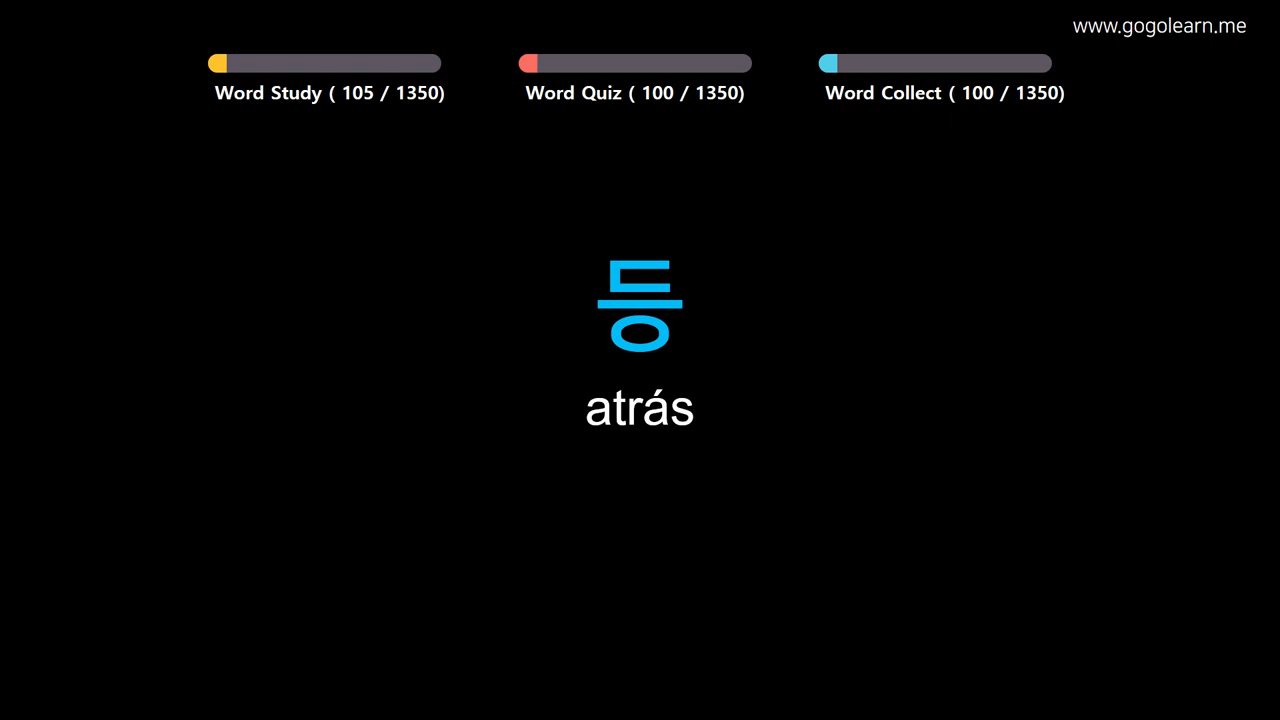 www.gogolearn.me
Word Study ( 105 / 1350)
Word Quiz ( 100 / 1350)
Word Collect ( 100 / 1350)
등
atrás